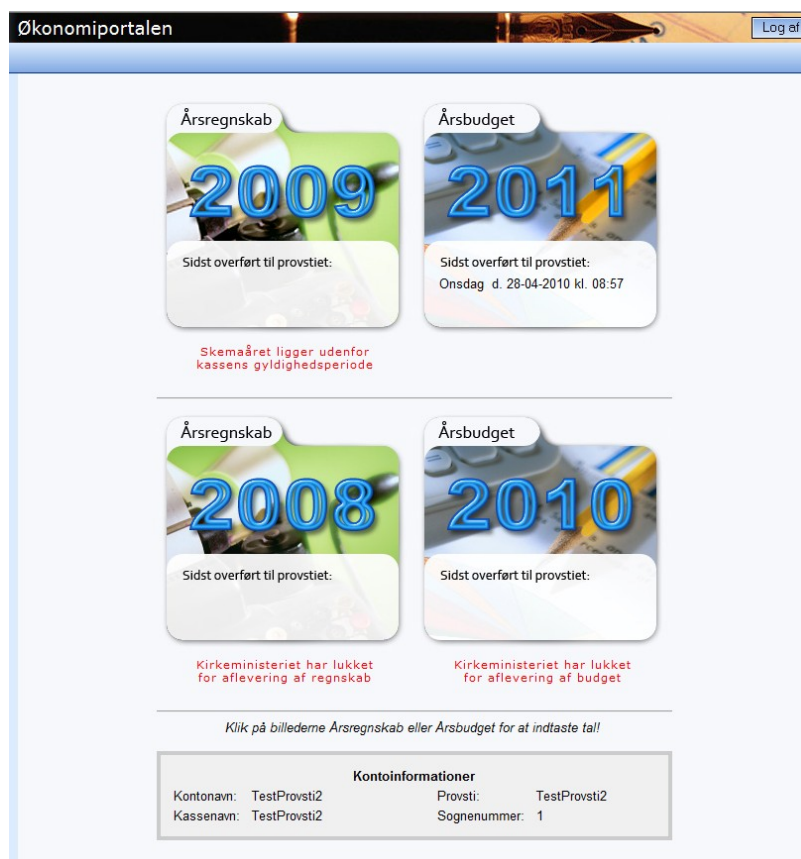 Økonomiportalen
Log af
Årsregnskab
Årsbudget
2009
2011
Sidst overført til provstiet:
Sidst overført til provstiet:
Onsdag d. 28-04-2010 kl. 08:57
Skemaåret ligger udenfor
kassens gyldighedsperiode
Årsregnskab
Årsbudget
2008
2010
Sidst overført til provstiet:
Sidst overført til provstiet:
Kirkeministeriet har lukket
for aflevering af regnskab
Kirkeministeriet har lukket
for aflevering af budget
Klik på billederne Årsregnskab eller Årsbudget for at indtaste tal!
Kontoinformationer
Kontonavn: TestProvsti2 Provsti: TestProvsti2
Kassenavn: TestProvsti2 Sognenummer: 1